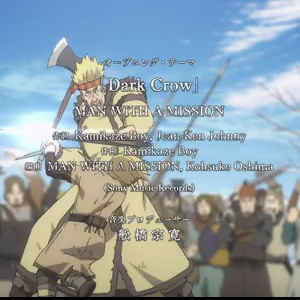 オープニング・テーマ
「Dark Crow」
MAN WITH A MISSION
作詞 Kamikaze Boy, Jean-Ken Johnny
作曲 Kamikaze Boy
編曲 MAN WITH A MISSION, Kohsuke Oshima
(Sony Music Records)
音楽プロデューサー
舩橋宗寛